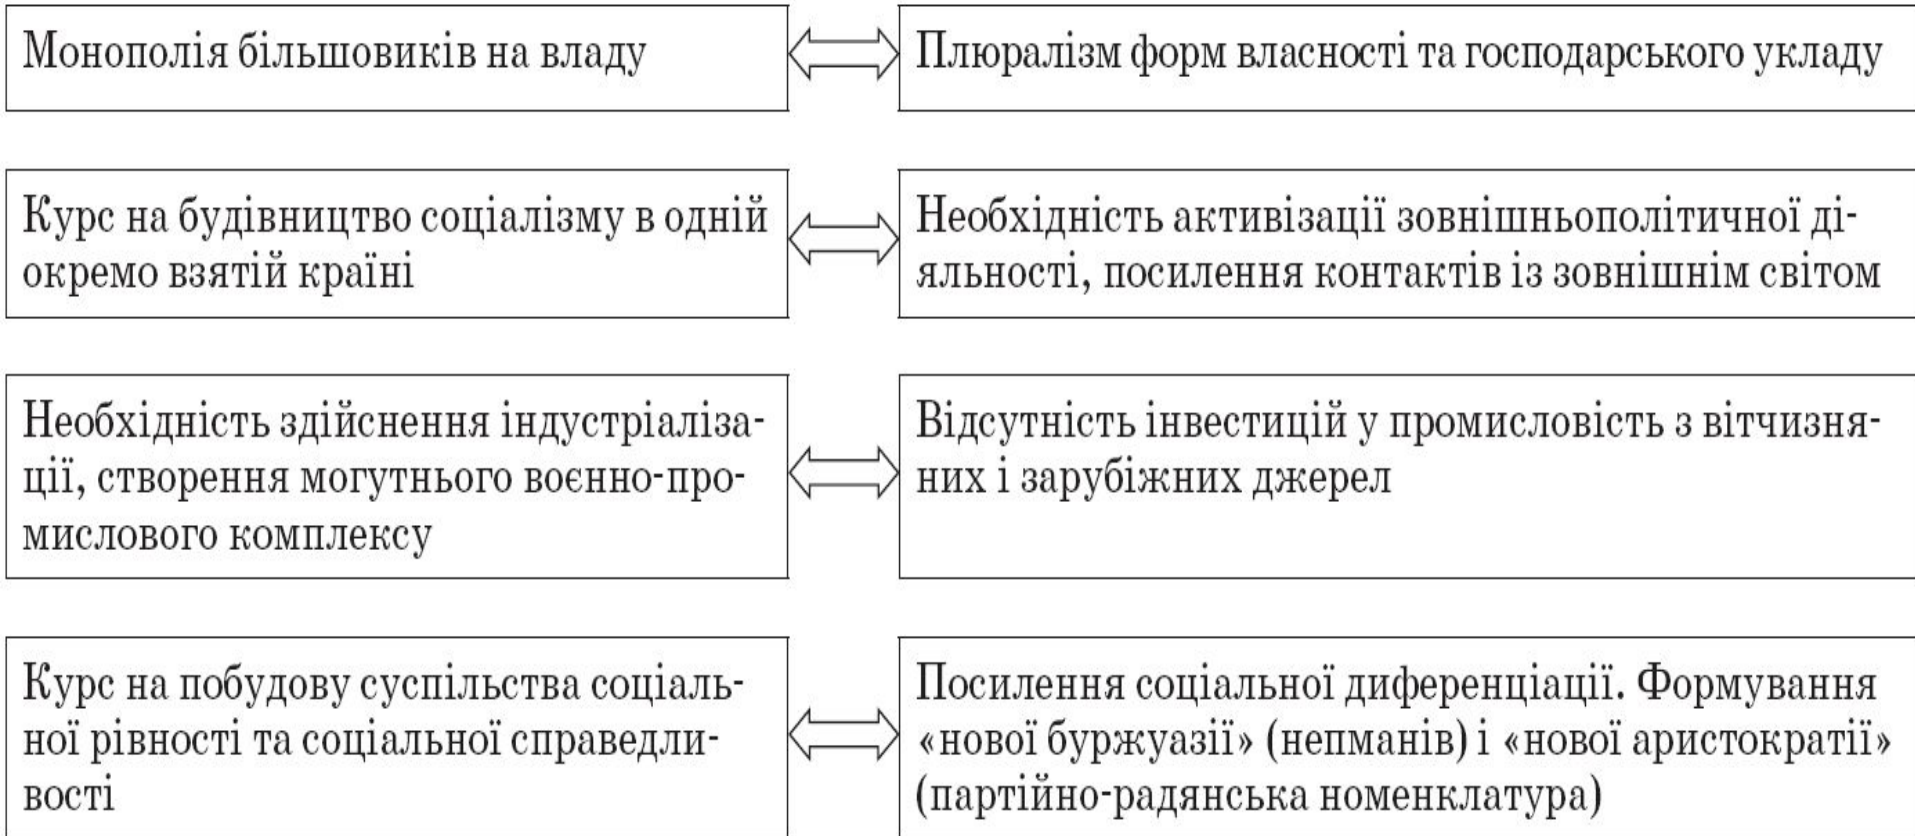 Монополія більшовиків на владу
Плюралізм форм власності та господарського укладу
Курс на будівництво соціалізму в одній
окремо взятій країні
Необхідність активізації зовнішньополітичної ді-
яльності, посилення контактів із зовнішнім світом
Необхідність здійснення індустріаліза-
ції, створення могутнього воєнно-про-
мислового комплексу
Відсутність інвестицій у промисловість з вітчизня-
них і зарубіжних джерел
Курс на побудову суспільства соціаль-
ної рівності та соціальної справедли-
вості
Посилення соціальної диференціації. Формування
«нової буржуазії» (непманів) і «нової аристократії»
(партійно-радянська номенклатура)